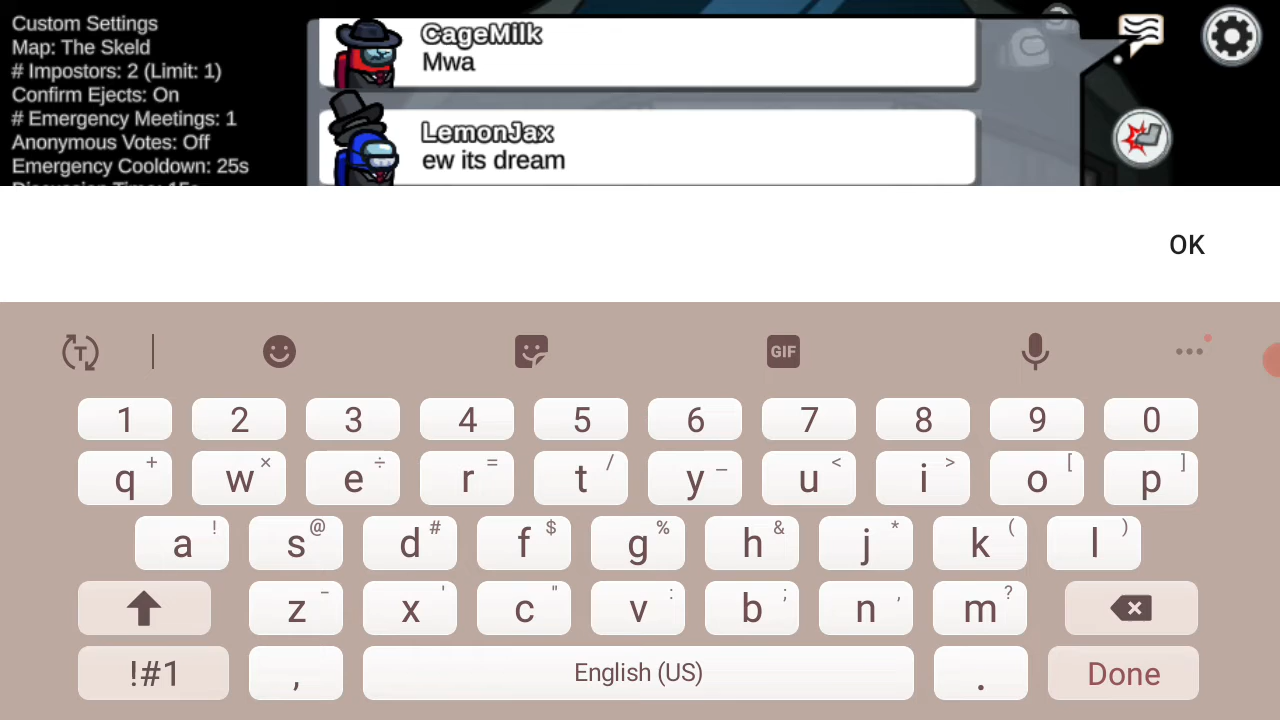 Custom Settings
Map: The Skeld
# Impostors: 2 (Limit: 1)
Confirm Ejects: On
# Emergency Meetings: 1
Anonymous Votes: Off
Emergency Cooldown: 25s
CageMilk
Mwa
LemonJax
ew its dream
OK
T
GIF
1 2 3 4 5 6 7 8 9 0
q + w × e ÷ r = t / y _ u < i > o [ p ]
a ! s @ d # f $ g % h & j * k ( l )
z - x ' c " v : b ; n , m ?
!#1 , English (US) . Done